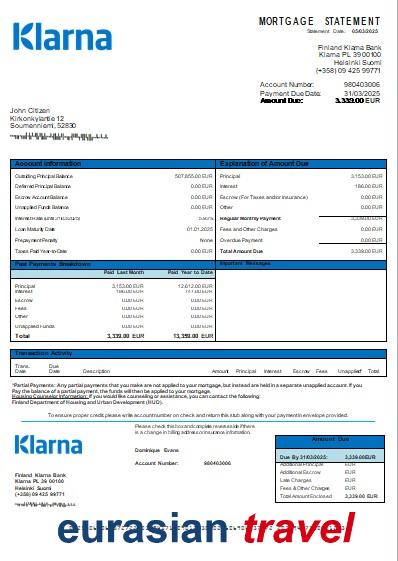 Klarna
MORTGAGE STATEMENT
Statement Date: 05/03/2025
Finland Klarna Bank
Klarna PL 39 00100
Helsinki Suomi
(+358) 09 425 99771
Account Number: 980403006
Payment Due Date: 31/03/2025
Amount Due: 3,339.00 EUR
John Citizen
Kirkonkylantie 12
Suomenniemi, 52830
Account Information
Outstanding Principal Balance 507,855.00 EUR
Deferred Principal Balance 0.00 EUR
Escrow Account Balance 0.00 EUR
Unapplied Funds Balance 0.00 EUR
Interest Rate (until 31/03/2025)
Loan Maturity Date 01.01.2025
Prepayment Penalty None
Taxes Paid Year-to-Date 0.00 EUR
Explanation of Amount Due
Principal 3,153.00 EUR
Interest 186.00 EUR
Escrow (For Taxes and/or Insurance) 0.00 EUR
Other 0.00 EUR
Regular Monthly Payment 3,339.00 EUR
Fees and Other Charges 0.00 EUR
Overdue Payment 0.00 EUR
Total Amount Due 3,339.00 EUR
Past Payments Breakdown
Paid Last Month Paid Year to Date
Principal 3,153.00 EUR 12,612.00 EUR
Interest 186.00 EUR 747.00 EUR
Escrow 0.00 EUR 0.00 EUR
Fees 0.00 EUR 0.00 EUR
Other 0.00 EUR 0.00 EUR
Unapplied Funds 0.00 EUR 0.00 EUR
Total 3,339.00 EUR 13,359.00 EUR
Important Messages
Transaction Activity
Trans. Date Due Date Description Amount Principal Interest Escrow Fees Unapplied* Total
*Partial Payments: Any partial payments that you make are not applied to your mortgage, but instead are held in a separate unapplied account. If you
Pay the balance of a partial payment, the funds will then be applied to your mortgage.
Housing Counselor Information: If you would like counseling or assistance, you can contact the following:
Finland Department of Housing and Urban Development (HUD).
To ensure proper credit please write account number on check and return this stub along with your payment in envelope provided.
Klarna
Please check this box and complete reverse side if there
is a change in billing address or insurance information.
Dominique Evans
Account Number: 980403006
Finland Klarna Bank
Klarna PL 39 00100
Helsinki Suomi
(+358) 09 425 99771
Amount Due
Due By 31/03/2025: 3,339.00EUR
Additional Principal EUR
Additional Escrow EUR
Late Charges EUR
Fees & Other Charges EUR
Total Amount Enclosed 3,339.00 EUR
eurasian travel